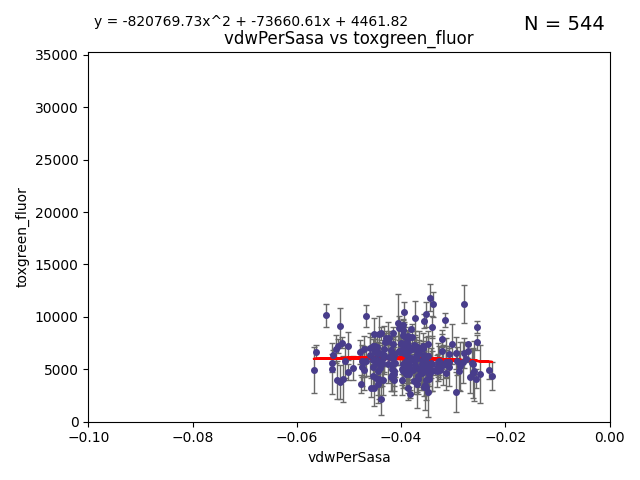 y = -820769.73x^2 + -73660.61x + 4461.82
N = 544
vdwPerSasa vs toxgreen_fluor
35000
30000
25000
20000
15000
10000
5000
0
toxgreen_fluor
−0.10
−0.08
−0.06
−0.04
−0.02
0.00
vdwPerSasa